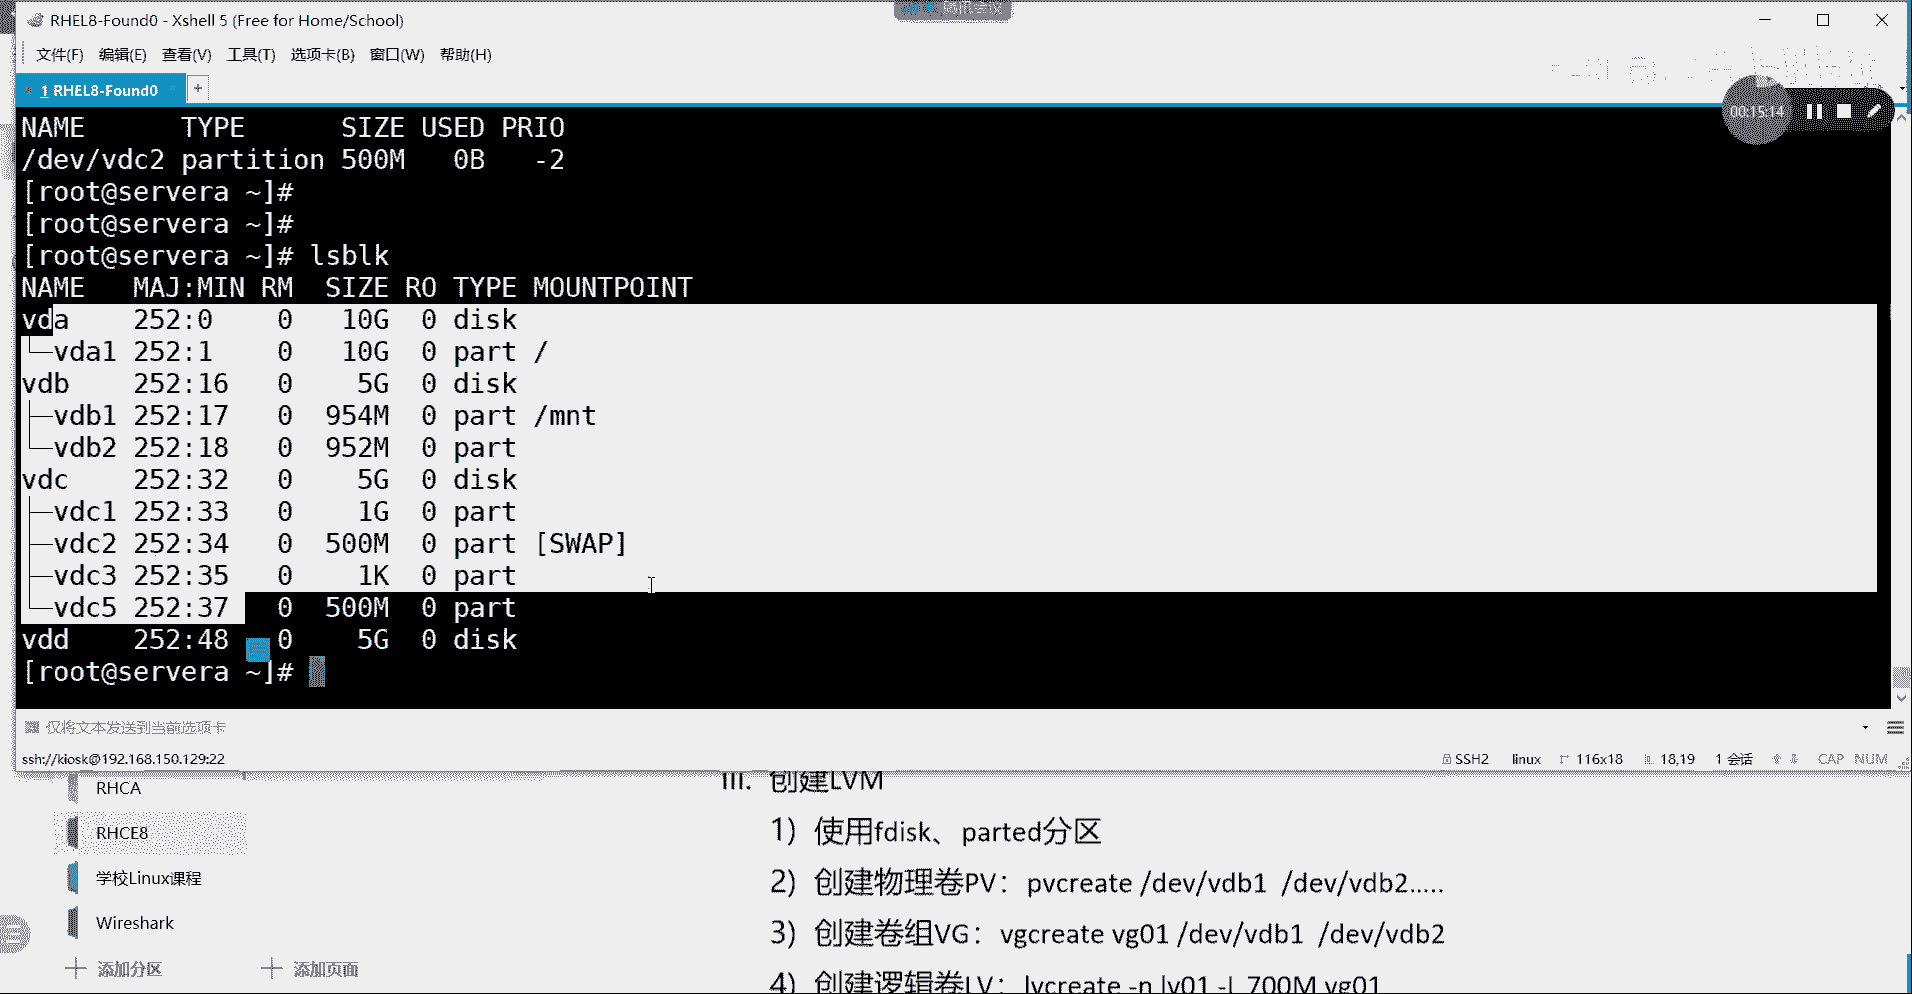 RHEL8-Found0 - Xshell 5 (Free for Home/School)
文件(F) 编辑(E) 查看(V) 工具(T) 选项卡(B) 窗口(W) 帮助(H)
1 RHEL8-Found0 +
00:15:14
NAME TYPE SIZE USED PRIO
/dev/vdc2 partition 500M 0B -2
[root@servera ~]#
[root@servera ~]#
[root@servera ~]# lsblk
NAME MAJ:MIN RM SIZE RO TYPE MOUNTPOINT
vda 252:0 0 10G 0 disk
└─vda1 252:1 0 10G 0 part /
vdb 252:16 0 5G 0 disk
├─vdb1 252:17 0 954M 0 part /mnt
└─vdb2 252:18 0 952M 0 part
vdc 252:32 0 5G 0 disk
├─vdc1 252:33 0 1G 0 part
├─vdc2 252:34 0 500M 0 part [SWAP]
├─vdc3 252:35 0 1K 0 part
└─vdc5 252:37 0 500M 0 part
vdd 252:48 0 5G 0 disk
[root@servera ~]#
仅将文本发送到当前选项卡
ssh://kiosk@192.168.150.129:22 SSH2 linux 116x18 18,19 1 会话 CAP NUM
RHCA
RHCE8
学校Linux课程
Wireshark
添加分区 添加页面
III. 创建LVM
1) 使用fdisk、parted分区
2) 创建物理卷PV：pvcreate /dev/vdb1 /dev/vdb2.....
3) 创建卷组VG：vgcreate vg01 /dev/vdb1 /dev/vdb2
4) 创建逻辑卷LV：lvcreate -n lv01 -L 700M vg01